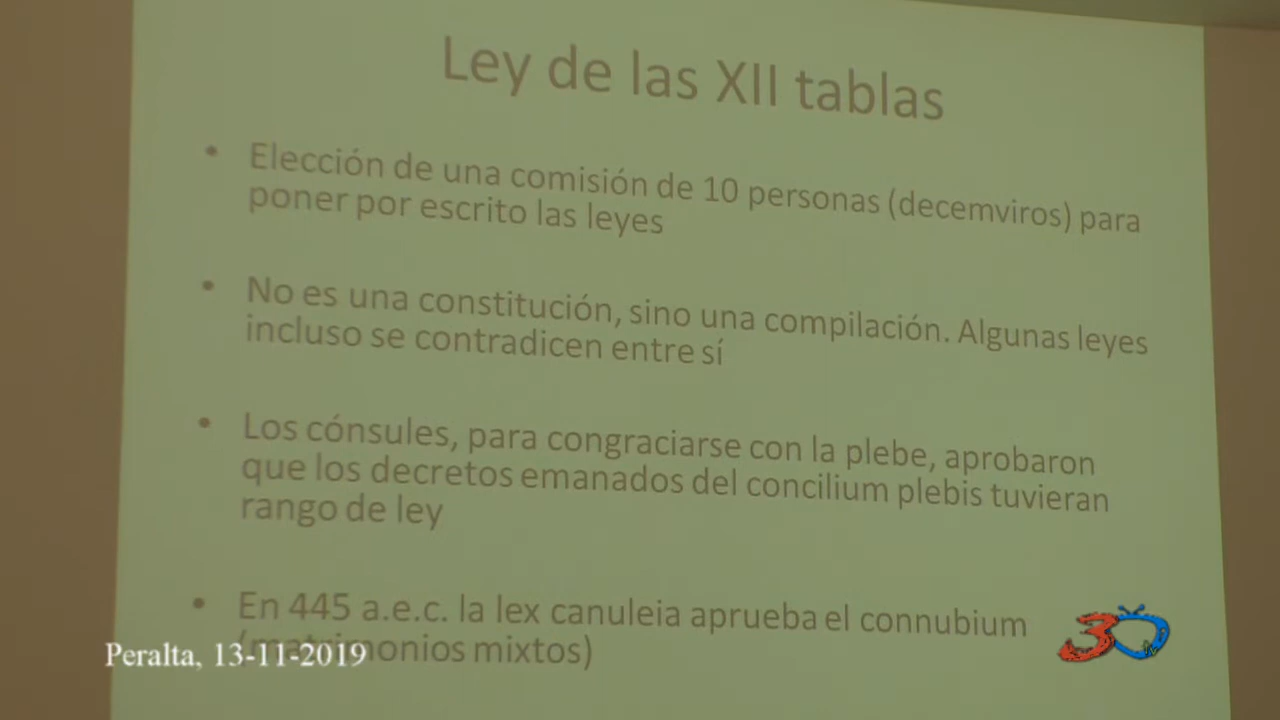 Ley de las XII tablas
• Elección de una comisión de 10 personas (decemviros) para
poner por escrito las leyes
• No es una constitución, sino una compilación. Algunas leyes
incluso se contradicen entre sí
• Los cónsules, para congraciarse con la plebe, aprobaron
que los decretos emanados del concilium plebis tuvieran
rango de ley
• En 445 a.e.c. la lex canuleia aprueba el connubium
(matrimonios mixtos)
Peralta, 13-11-2019
3